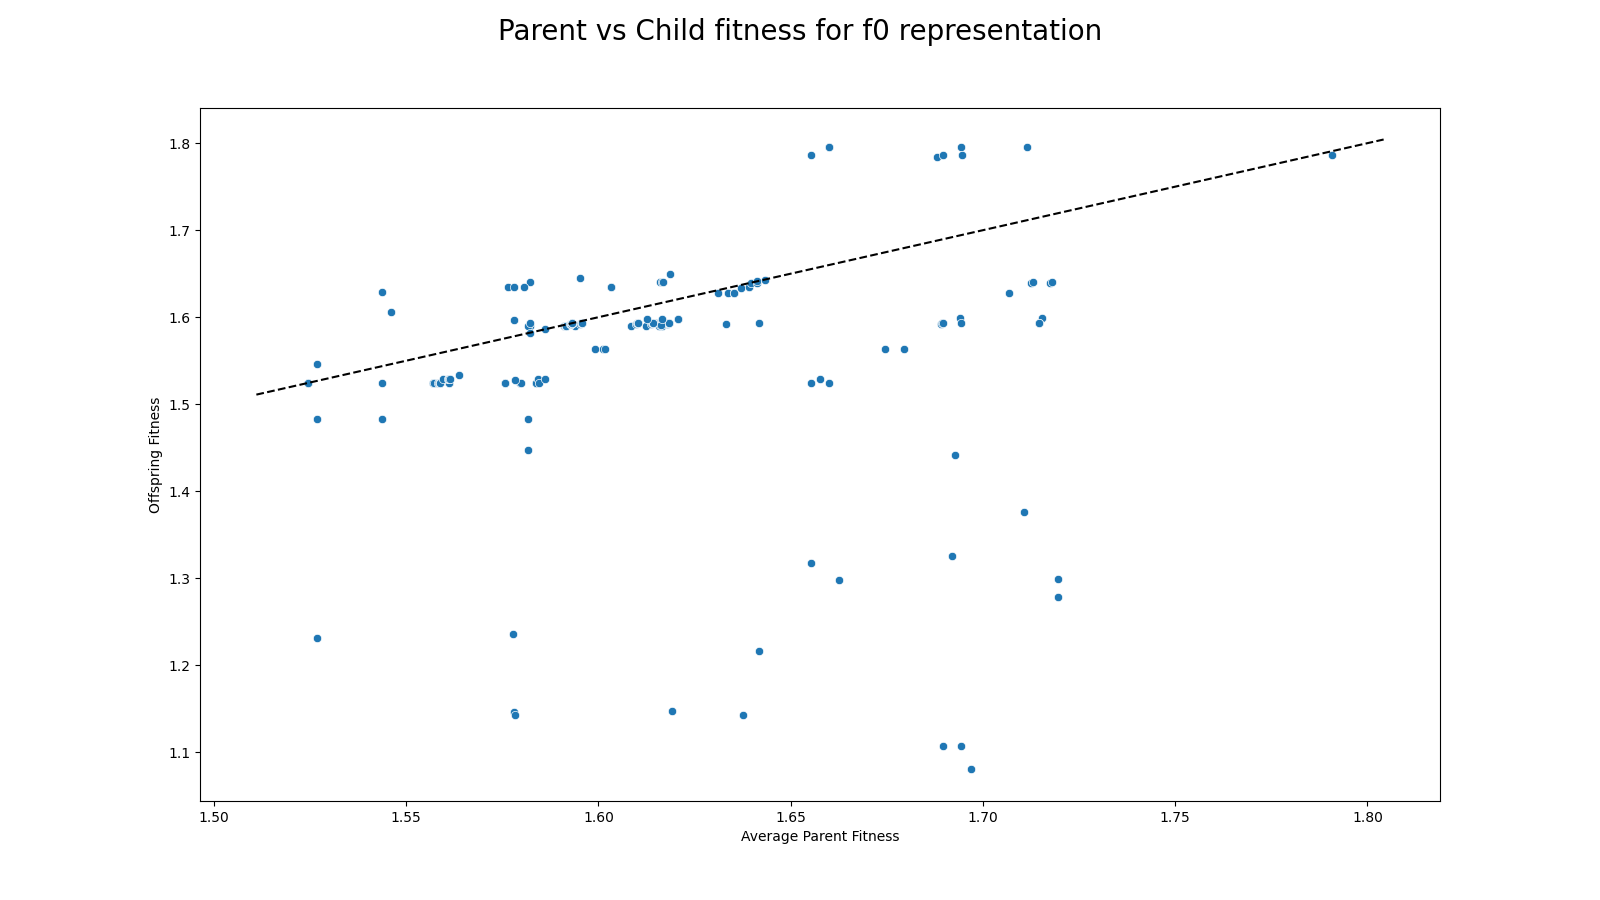 Parent vs Child fitness for f0 representation
1.8
1.7
1.6
1.5
1.4
1.3
1.2
1.1
Offspring Fitness
1.50 1.55 1.60 1.65 1.70 1.75 1.80
Average Parent Fitness